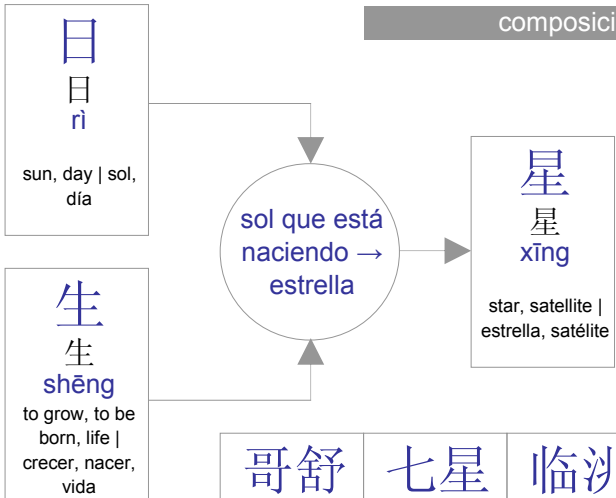 composici
日
日
rì
sun, day | sol,
día
sol que está
naciendo →
estrella
星
星
xīng
star, satellite |
estrella, satélite
生
生
shēng
to grow, to be
born, life |
crecer, nacer,
vida
哥舒
七星
临